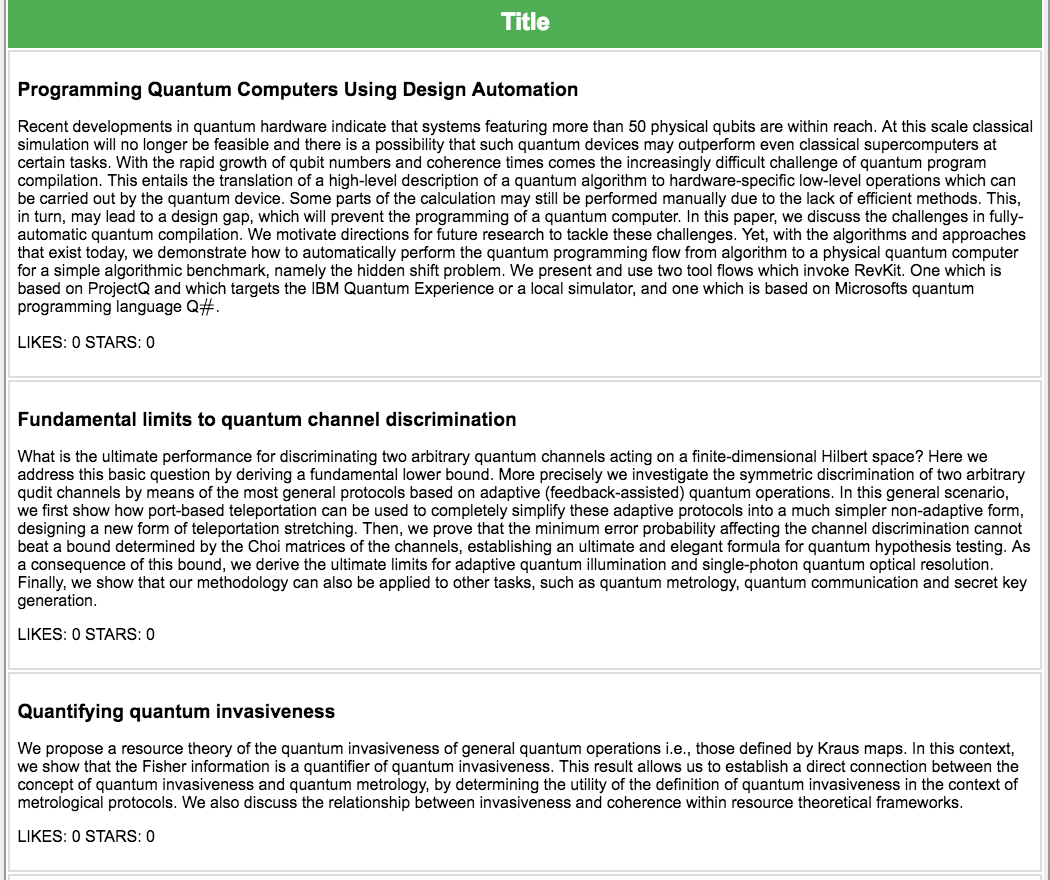 Title
Programming Quantum Computers Using Design Automation
Recent developments in quantum hardware indicate that systems featuring more than 50 physical qubits are within reach. At this scale classical
simulation will no longer be feasible and there is a possibility that such quantum devices may outperform even classical supercomputers at
certain tasks. With the rapid growth of qubit numbers and coherence times comes the increasingly difficult challenge of quantum program
compilation. This entails the translation of a high-level description of a quantum algorithm to hardware-specific low-level operations which can
be carried out by the quantum device. Some parts of the calculation may still be performed manually due to the lack of efficient methods. This,
in turn, may lead to a design gap, which will prevent the programming of a quantum computer. In this paper, we discuss the challenges in fully-
automatic quantum compilation. We motivate directions for future research to tackle these challenges. Yet, with the algorithms and approaches
that exist today, we demonstrate how to automatically perform the quantum programming flow from algorithm to a physical quantum computer
for a simple algorithmic benchmark, namely the hidden shift problem. We present and use two tool flows which invoke RevKit. One which is
based on ProjectQ and which targets the IBM Quantum Experience or a local simulator, and one which is based on Microsofts quantum
programming language Q#.
LIKES: 0 STARS: 0
Fundamental limits to quantum channel discrimination
What is the ultimate performance for discriminating two arbitrary quantum channels acting on a finite-dimensional Hilbert space? Here we
address this basic question by deriving a fundamental lower bound. More precisely we investigate the symmetric discrimination of two arbitrary
qudit channels by means of the most general protocols based on adaptive (feedback-assisted) quantum operations. In this general scenario,
we first show how port-based teleportation can be used to completely simplify these adaptive protocols into a much simpler non-adaptive form,
designing a new form of teleportation stretching. Then, we prove that the minimum error probability affecting the channel discrimination cannot
beat a bound determined by the Choi matrices of the channels, establishing an ultimate and elegant formula for quantum hypothesis testing. As
a consequence of this bound, we derive the ultimate limits for adaptive quantum illumination and single-photon quantum optical resolution.
Finally, we show that our methodology can also be applied to other tasks, such as quantum metrology, quantum communication and secret key
generation.
LIKES: 0 STARS: 0
Quantifying quantum invasiveness
We propose a resource theory of the quantum invasiveness of general quantum operations i.e., those defined by Kraus maps. In this context,
we show that the Fisher information is a quantifier of quantum invasiveness. This result allows us to establish a direct connection between the
concept of quantum invasiveness and quantum metrology, by determining the utility of the definition of quantum invasiveness in the context of
metrological protocols. We also discuss the relationship between invasiveness and coherence within resource theoretical frameworks.
LIKES: 0 STARS: 0